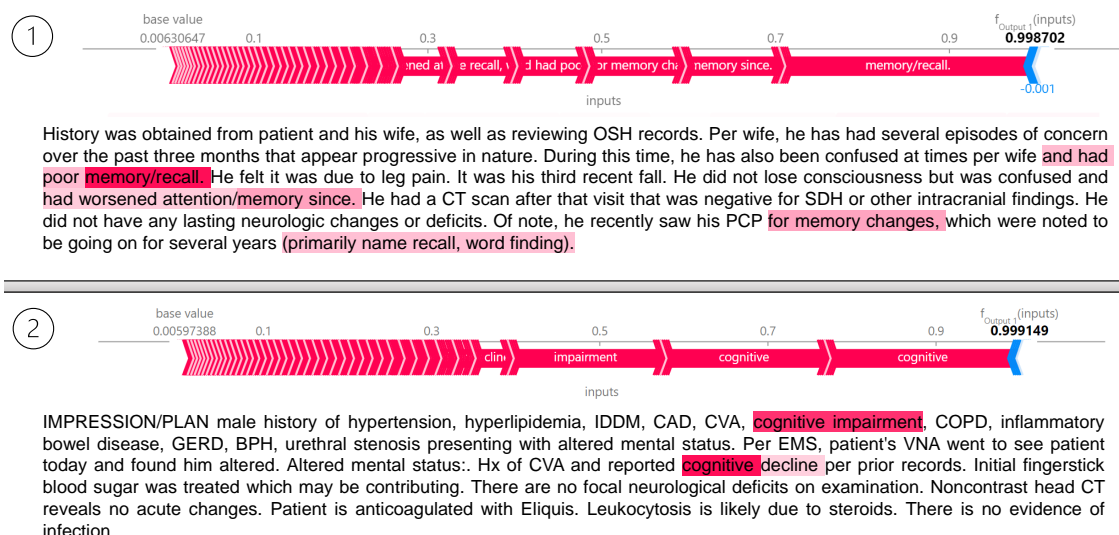 1
base value
f Output 1 (inputs)
0.00630647 0.1 0.3 0.5 0.7 0.9 0.998702
ened at e recall, d had poo or memory cha memory since. memory/recall.
-0.001
inputs
History was obtained from patient and his wife, as well as reviewing OSH records. Per wife, he has had several episodes of concern
over the past three months that appear progressive in nature. During this time, he has also been confused at times per wife and had
poor memory/recall. He felt it was due to leg pain. It was his third recent fall. He did not lose consciousness but was confused and
had worsened attention/memory since. He had a CT scan after that visit that was negative for SDH or other intracranial findings. He
did not have any lasting neurologic changes or deficits. Of note, he recently saw his PCP for memory changes, which were noted to
be going on for several years (primarily name recall, word finding).
2
base value
f Output 1 (inputs)
0.00597388 0.1 0.3 0.5 0.7 0.9 0.999149
cline impairment cognitive cognitive
inputs
IMPRESSION/PLAN male history of hypertension, hyperlipidemia, IDDM, CAD, CVA, cognitive impairment, COPD, inflammatory
bowel disease, GERD, BPH, urethral stenosis presenting with altered mental status. Per EMS, patient's VNA went to see patient
today and found him altered. Altered mental status:. Hx of CVA and reported cognitive decline per prior records. Initial fingerstick
blood sugar was treated which may be contributing. There are no focal neurological deficits on examination. Noncontrast head CT
reveals no acute changes. Patient is anticoagulated with Eliquis. Leukocytosis is likely due to steroids. There is no evidence of
infection